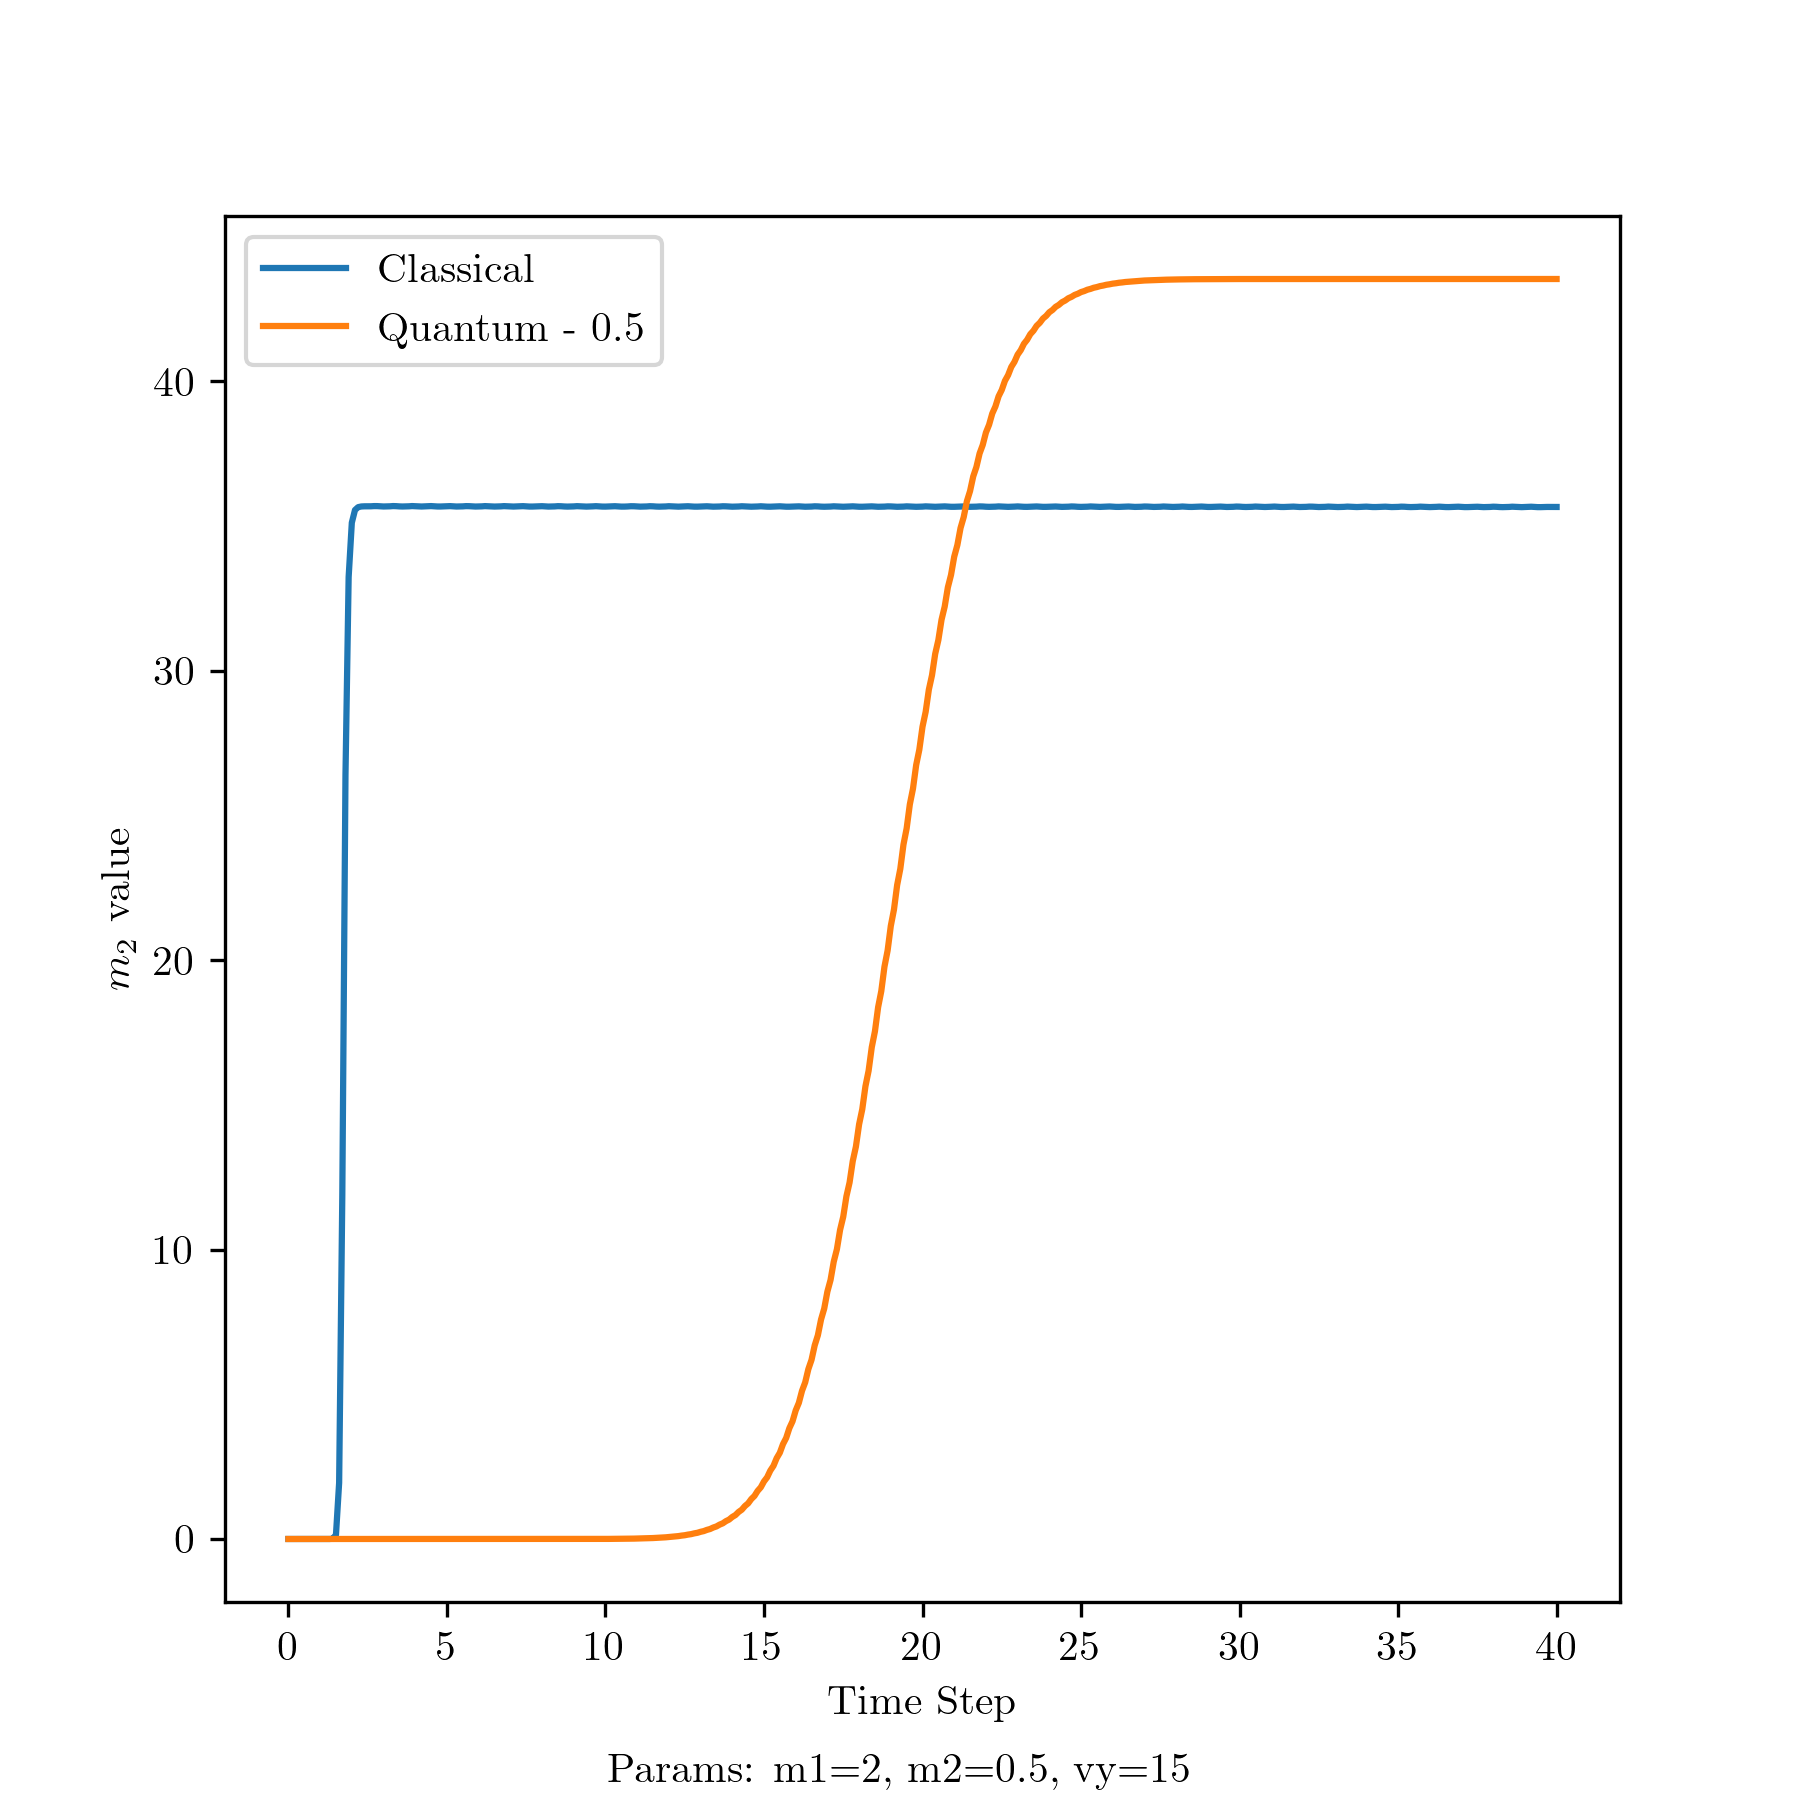 Classical
Quantum - 0.5
40
30
20
10
0
m₂ value
0 5 10 15 20 25 30 35 40
Time Step
Params: m1=2, m2=0.5, vy=15